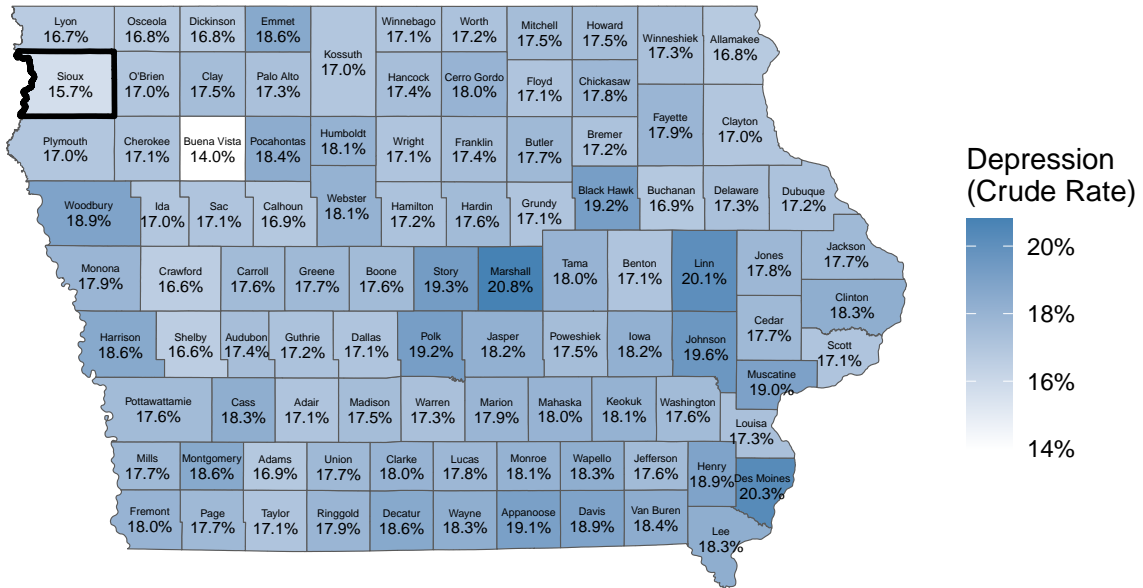 Lyon
16.7%
Osceola
16.8%
Dickinson
16.8%
Emmet
18.6%
Kossuth
17.0%
Winnebago
17.1%
Worth
17.2%
Mitchell
17.5%
Howard
17.5%
Winneshiek
17.3%
Allamakee
16.8%
Sioux
15.7%
O'Brien
17.0%
Clay
17.5%
Palo Alto
17.3%
Hancock
17.4%
Cerro Gordo
18.0%
Floyd
17.1%
Chickasaw
17.8%
Fayette
17.9%
Clayton
17.0%
Plymouth
17.0%
Cherokee
17.1%
Buena Vista
14.0%
Pocahontas
18.4%
Humboldt
18.1%
Wright
17.1%
Franklin
17.4%
Butler
17.7%
Bremer
17.2%
Woodbury
18.9%
Ida
17.0%
Sac
17.1%
Calhoun
16.9%
Webster
18.1%
Hamilton
17.2%
Hardin
17.6%
Grundy
17.1%
Black Hawk
19.2%
Buchanan
16.9%
Delaware
17.3%
Dubuque
17.2%
Monona
17.9%
Crawford
16.6%
Carroll
17.6%
Greene
17.7%
Boone
17.6%
Story
19.3%
Marshall
20.8%
Tama
18.0%
Benton
17.1%
Linn
20.1%
Jones
17.8%
Jackson
17.7%
Clinton
18.3%
Harrison
18.6%
Shelby
16.6%
Audubon
17.4%
Guthrie
17.2%
Dallas
17.1%
Polk
19.2%
Jasper
18.2%
Poweshiek
17.5%
Iowa
18.2%
Johnson
19.6%
Cedar
17.7%
Scott
17.1%
Muscatine
19.0%
Pottawattamie
17.6%
Cass
18.3%
Adair
17.1%
Madison
17.5%
Warren
17.3%
Marion
17.9%
Mahaska
18.0%
Keokuk
18.1%
Washington
17.6%
Louisa
17.3%
Mills
17.7%
Montgomery
18.6%
Adams
16.9%
Union
17.7%
Clarke
18.0%
Lucas
17.8%
Monroe
18.1%
Wapello
18.3%
Jefferson
17.6%
Henry
18.9%
Des Moines
20.3%
Fremont
18.0%
Page
17.7%
Taylor
17.1%
Ringgold
17.9%
Decatur
18.6%
Wayne
18.3%
Appanoose
19.1%
Davis
18.9%
Van Buren
18.4%
Lee
18.3%
Depression
(Crude Rate)
20%
18%
16%
14%